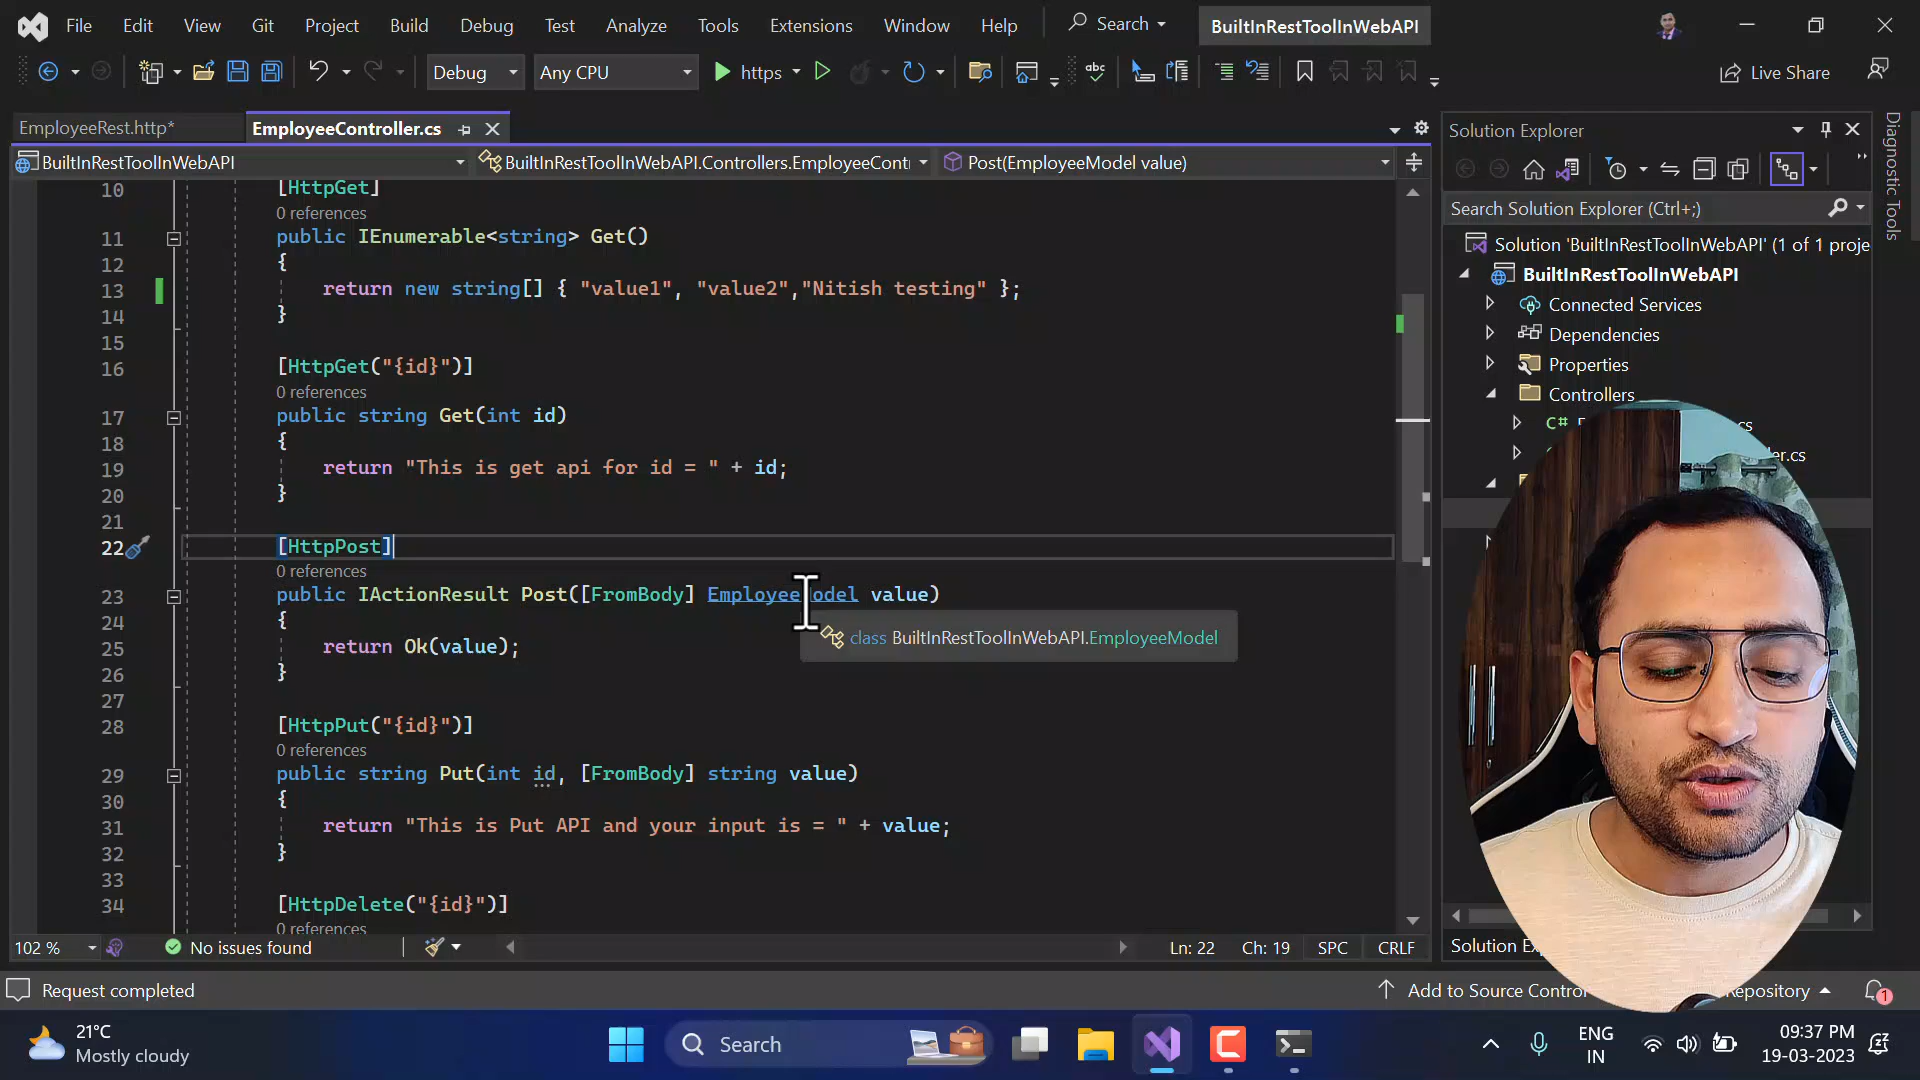 File Edit View Git Project Build Debug Test Analyze Tools Extensions Window Help Search BuiltInRestToolInWebAPI
Debug Any CPU https Live Share
EmployeeRest.http* EmployeeController.cs
BuiltInRestToolInWebAPI BuiltInRestToolInWebAPI.Controllers.EmployeeCont Post(EmployeeModel value)
10 [HttpGet]
0 references
11 public IEnumerable<string> Get()
12 {
13 return new string[] { "value1", "value2","Nitish testing" };
14 }
15
16 [HttpGet("{id}")]
0 references
17 public string Get(int id)
18 {
19 return "This is get api for id = " + id;
20 }
21
22 [HttpPost]
0 references
23 public IActionResult Post([FromBody] EmployeeModel value)
24 {
class BuiltInRestToolInWebAPI.EmployeeModel
25 return Ok(value);
26 }
27
28 [HttpPut("{id}")]
0 references
29 public string Put(int id, [FromBody] string value)
30 {
31 return "This is Put API and your input is = " + value;
32 }
33
34 [HttpDelete("{id}")]
0 references
102 % No issues found Ln: 22 Ch: 19 SPC CRLF
Solution Explorer
Search Solution Explorer (Ctrl+;)
Solution 'BuiltInRestToolInWebAPI' (1 of 1 proje
BuiltInRestToolInWebAPI
Connected Services
Dependencies
Properties
Controllers
C# cs
ler.cs
Solution Ex
Diagnostic Tools
Request completed Add to Source Control Repository 1
21°C
Mostly cloudy
Search
ENG
IN
09:37 PM
19-03-2023